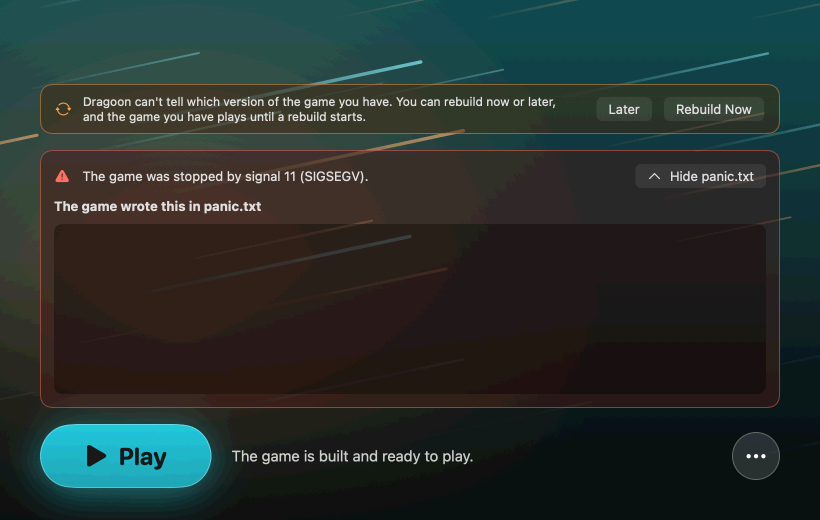 Dragoon can't tell which version of the game you have. You can rebuild now or later,
and the game you have plays until a rebuild starts.
Later
Rebuild Now
The game was stopped by signal 11 (SIGSEGV).
Hide panic.txt
The game wrote this in panic.txt
Play
The game is built and ready to play.